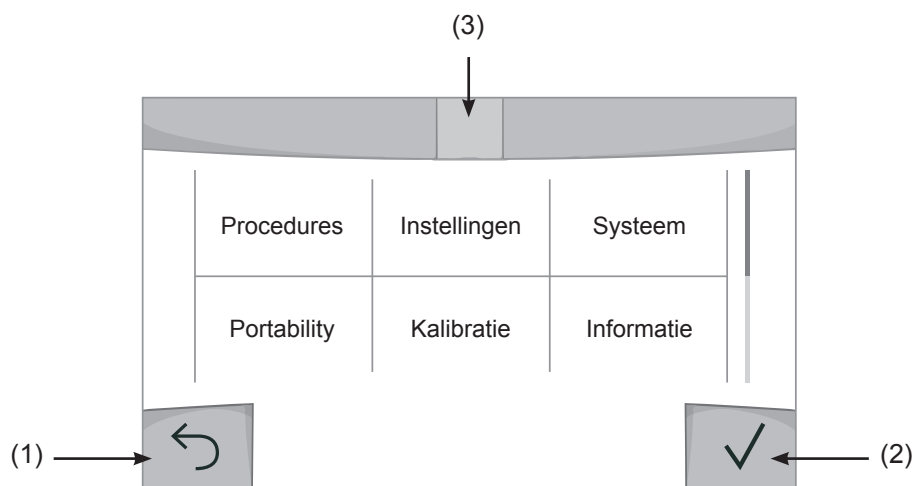 (3)
Procedures Instellingen Systeem
Portability Kalibratie Informatie
(1) (2)